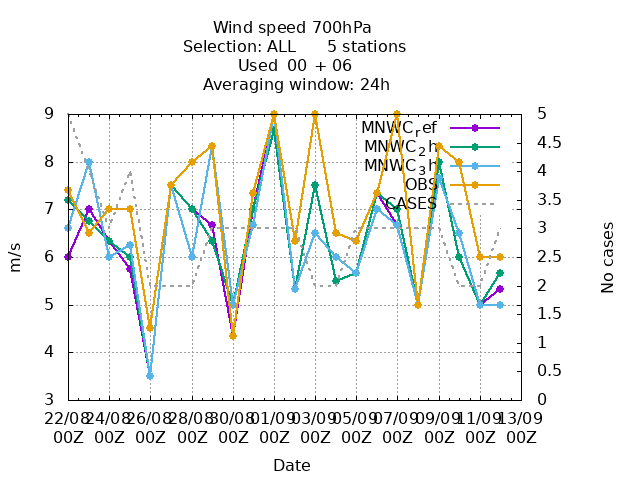 Wind speed 700hPa
Selection: ALL 5 stations
Used 00 + 06
Averaging window: 24h
9
8
7
6
5
4
3
m/s
5
4.5
4
3.5
3
2.5
2
1.5
1
0.5
0
No cases
MNWCref
MNWC2h
MNWC3h
OBS
CASES
22/08 24/08 26/08 28/08 30/08 01/09 03/09 05/09 07/09 09/09 11/09 13/09
00Z 00Z 00Z 00Z 00Z 00Z 00Z 00Z 00Z 00Z 00Z 00Z
Date